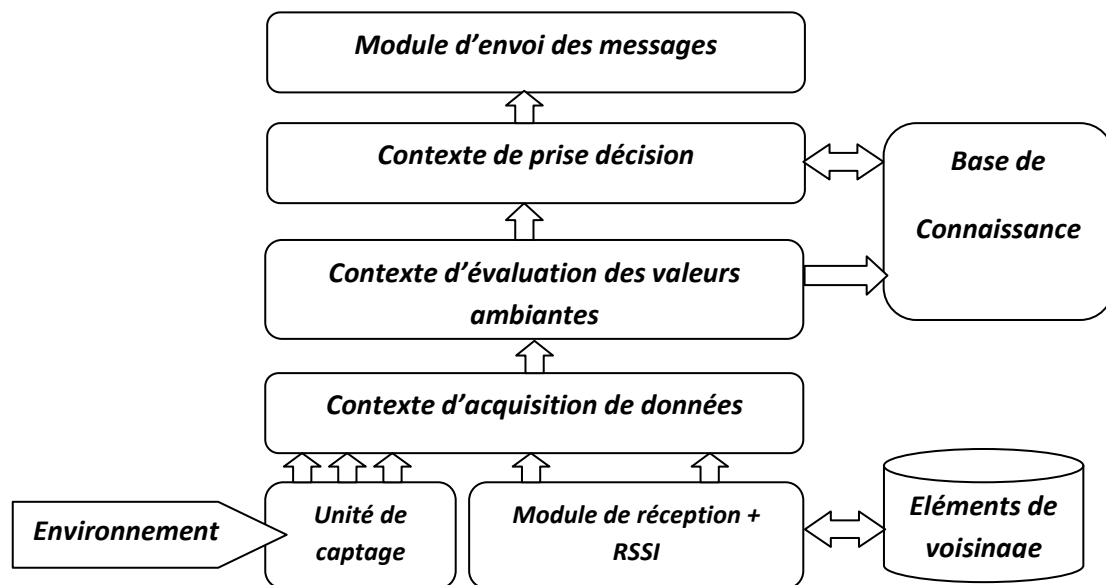 Module d’envoi des messages
Contexte de prise décision
Base de
Connaissance
Contexte d’évaluation des valeurs
ambiantes
Contexte d’acquisition de données
Environnement
Unité de
captage
Module de réception +
RSSI
Eléments de
voisinage